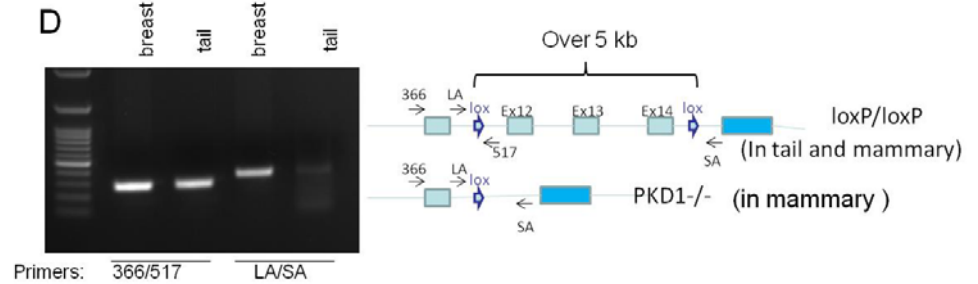 D
breast
tail
breast
tail
Primers: 366/517 LA/SA
Over 5 kb
366 LA lox Ex12 Ex13 Ex14 lox
517 SA
loxP/loxP
(In tail and mammary)
366 LA lox
SA
PKD1-/- (in mammary )